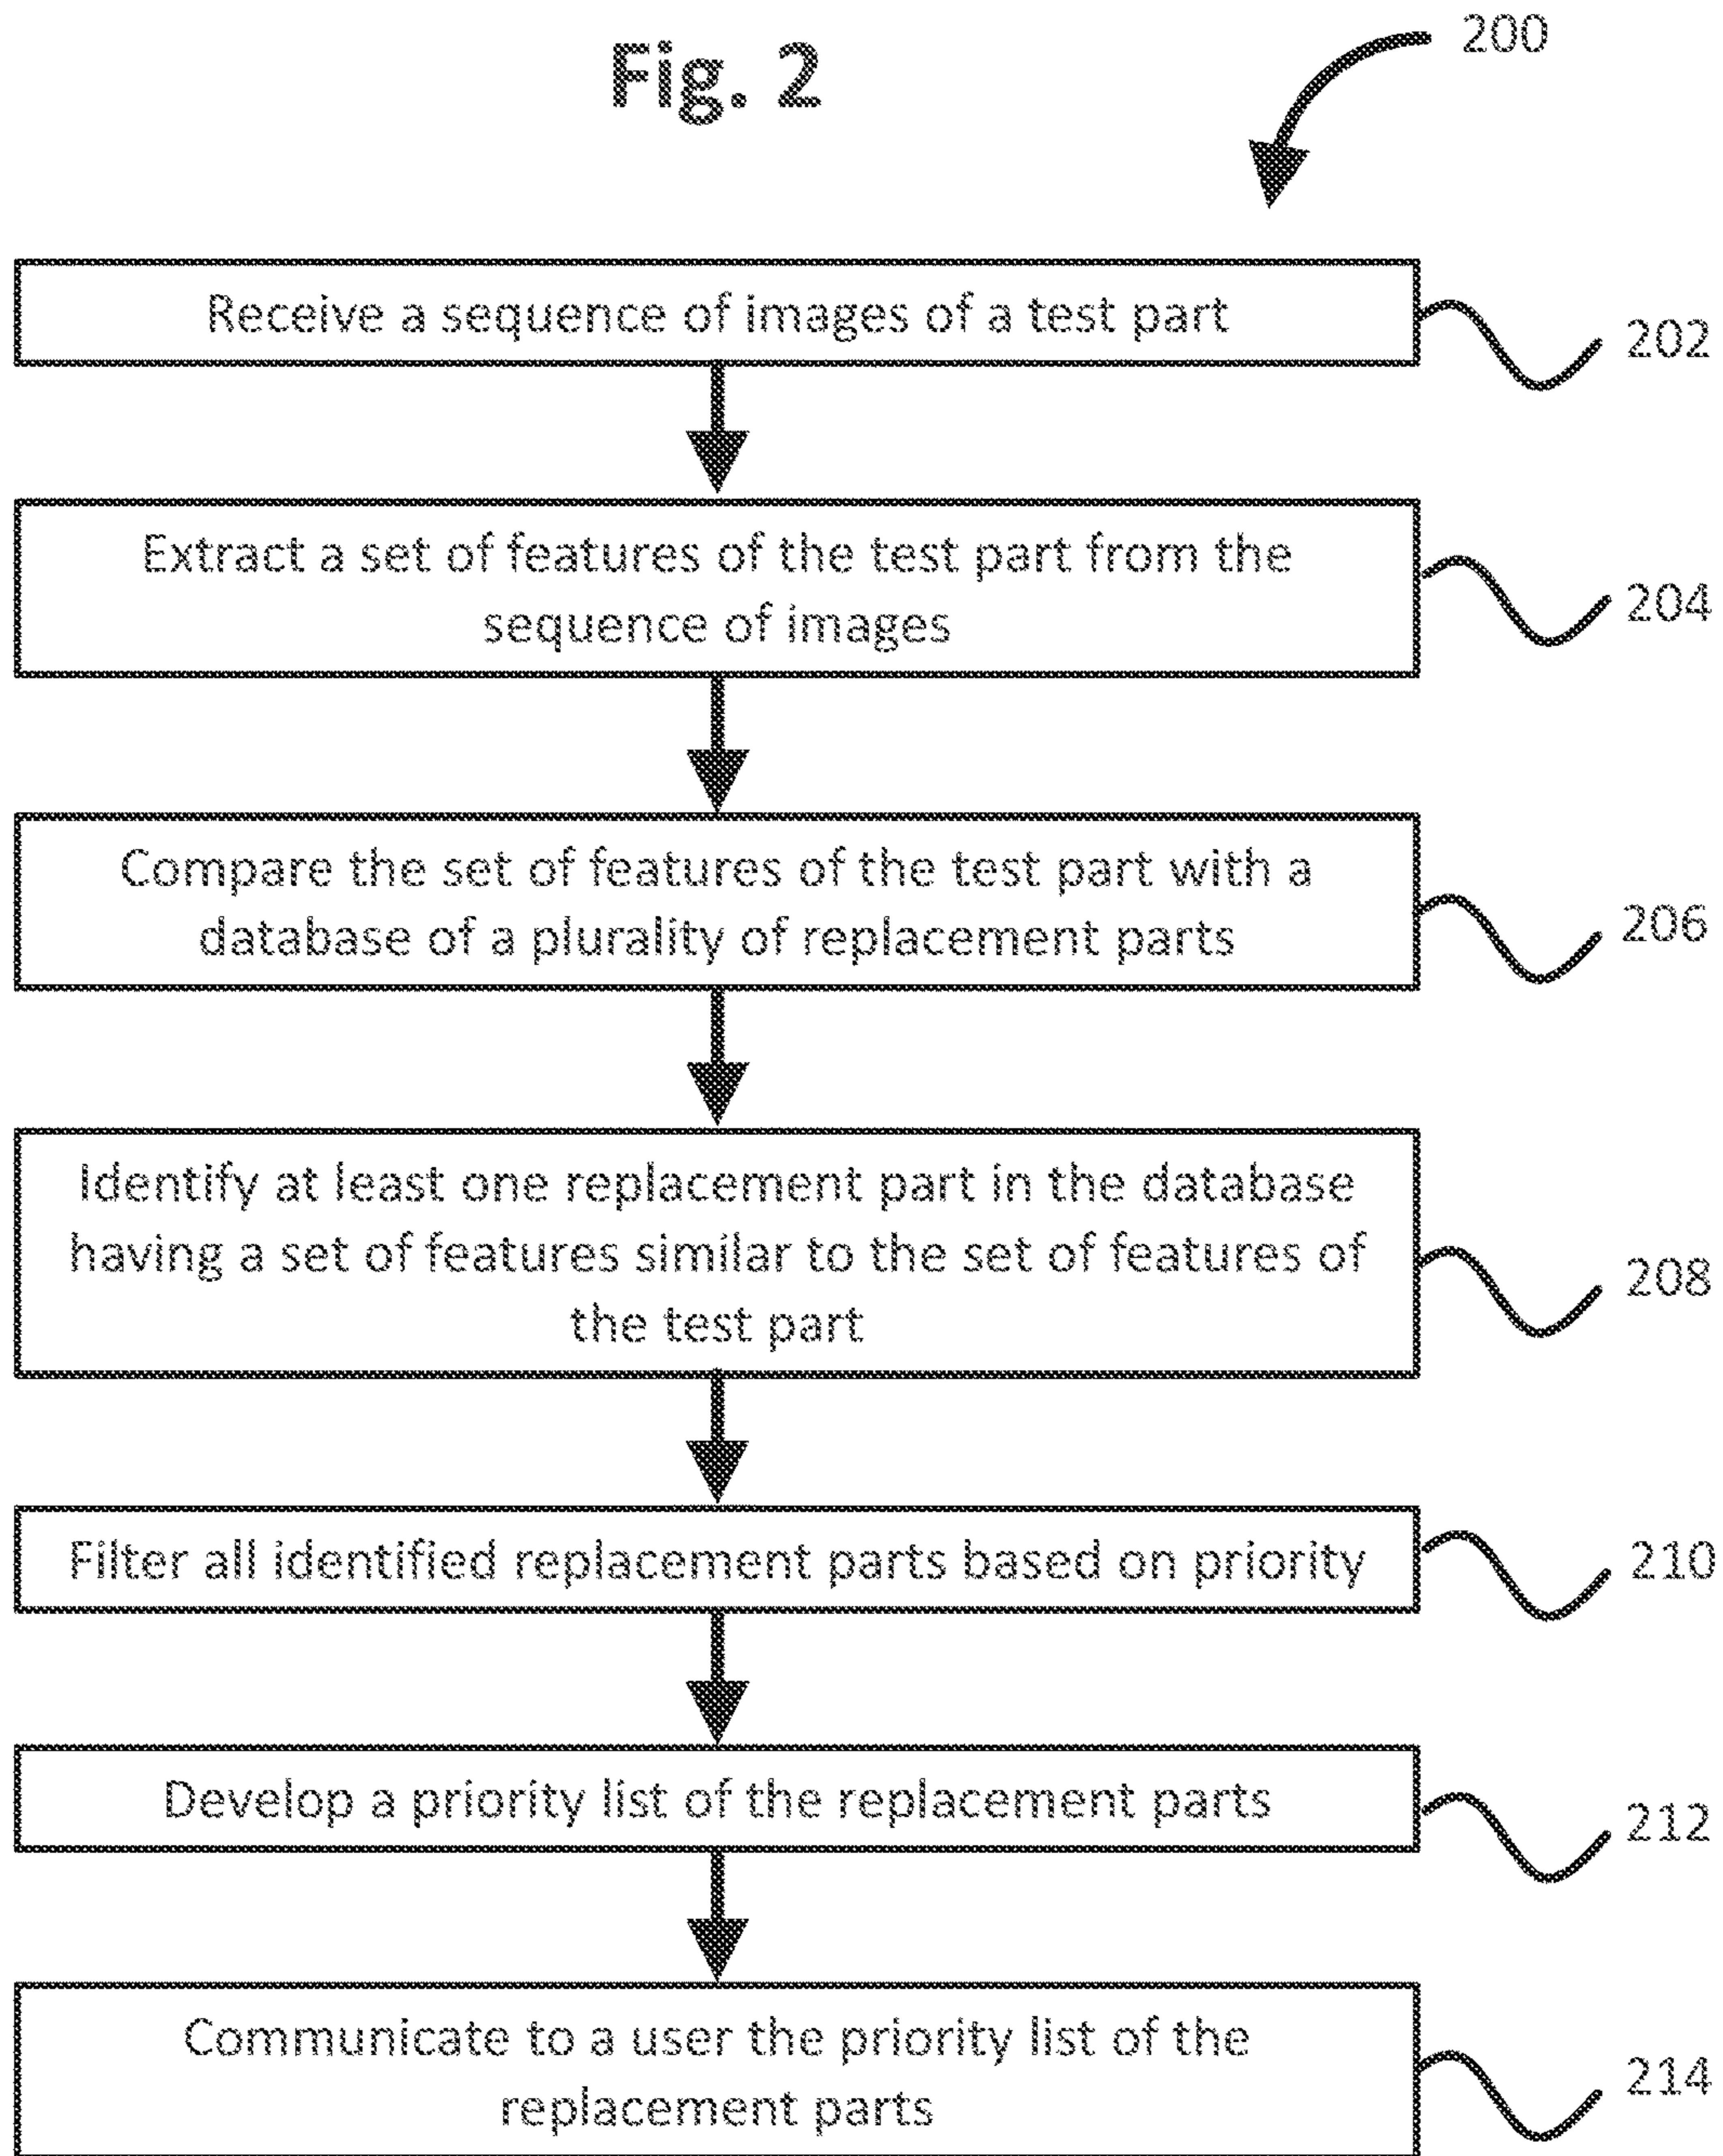 Fig. 2
200
Receive a sequence of images of a test part
202
Extract a set of features of the test part from the
sequence of images
204
Compare the set of features of the test part with a
database of a plurality of replacement parts
206
Identify at least one replacement part in the database
having a set of features similar to the set of features of
the test part
208
Filter all identified replacement parts based on priority
210
Develop a priority list of the replacement parts
212
Communicate to a user the priority list of the
replacement parts
214